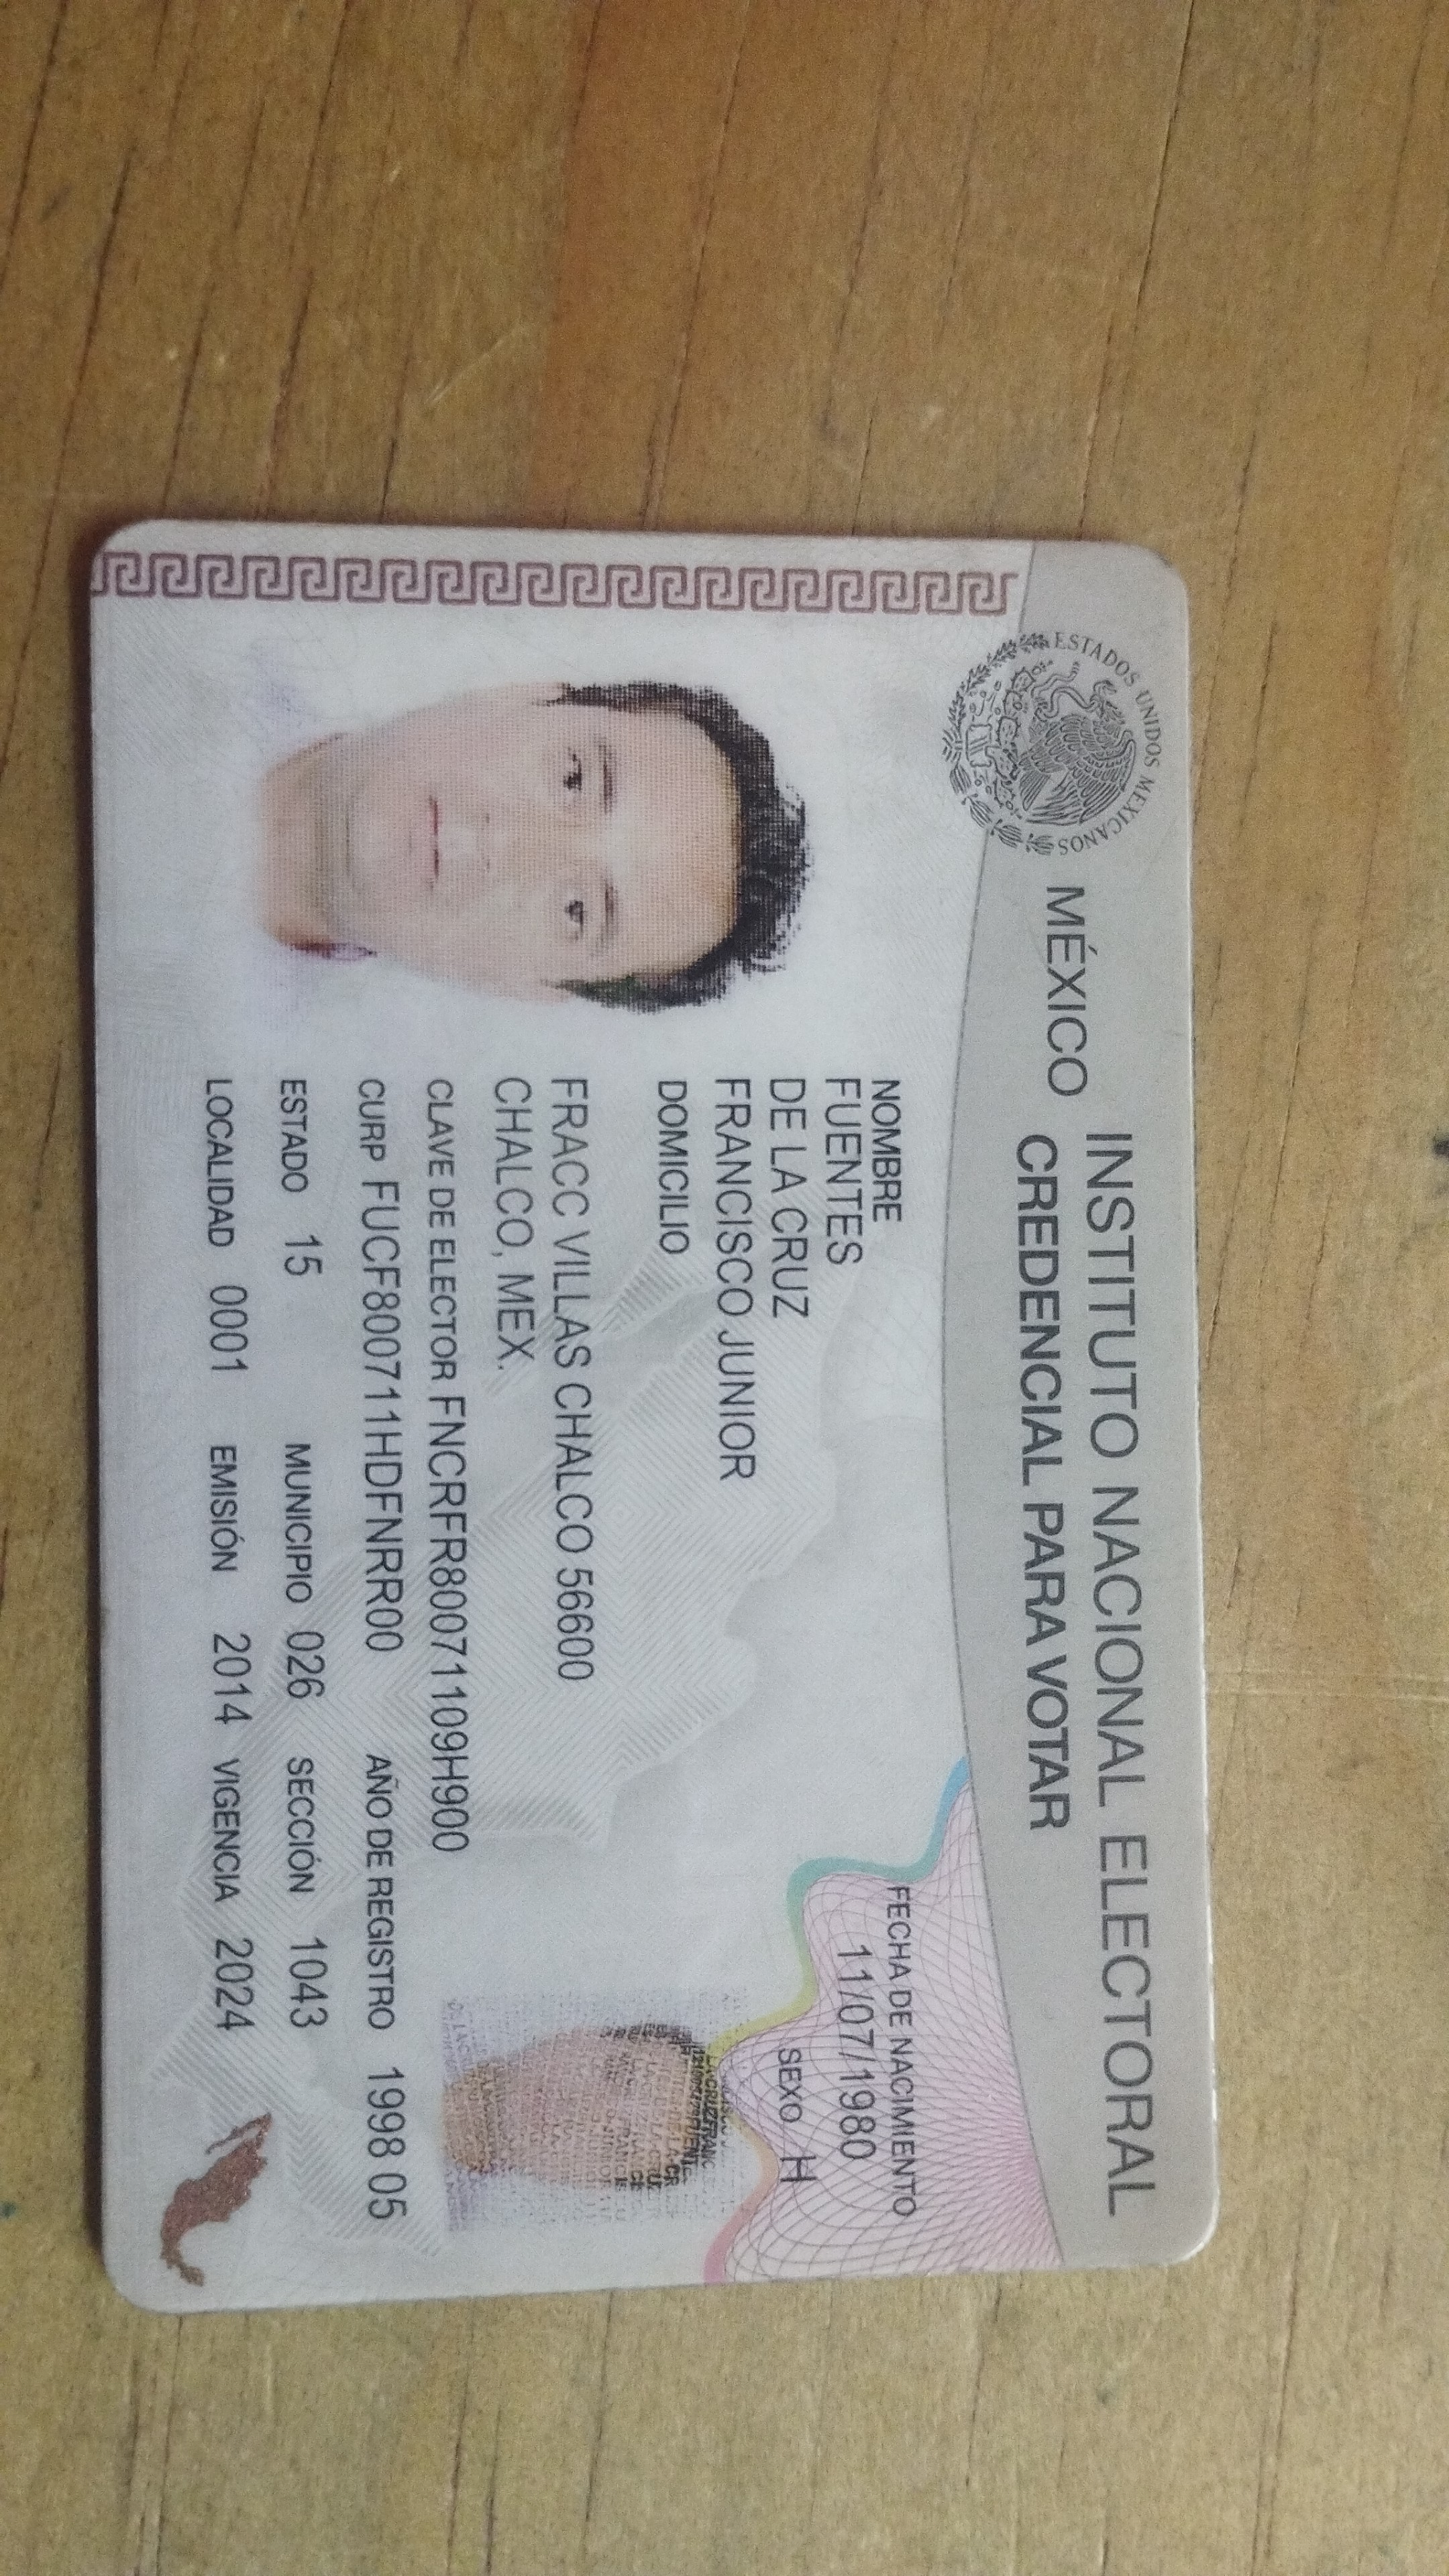 ESTADOS UNIDOS MEXICANOS
MÉXICO
INSTITUTO NACIONAL ELECTORAL
CREDENCIAL PARA VOTAR
NOMBRE
FUENTES
DE LA CRUZ
FRANCISCO JUNIOR
FECHA DE NACIMIENTO
11/07/1980
SEXO H
DOMICILIO
FRACC VILLAS CHALCO 56600
CHALCO, MEX.
CLAVE DE ELECTOR FNCRFR80071109H900
CURP FUCF800711HDFNRR00 AÑO DE REGISTRO 1998 05
ESTADO 15 MUNICIPIO 026 SECCIÓN 1043
LOCALIDAD 0001 EMISIÓN 2014 VIGENCIA 2024